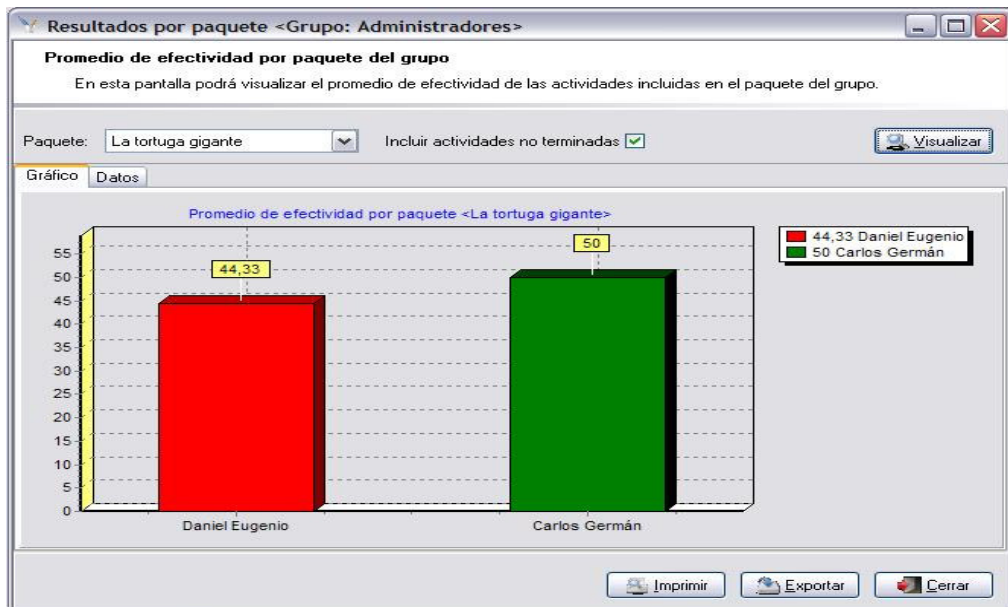 Resultados por paquete <Grupo: Administradores>
Promedio de efectividad por paquete del grupo
En esta pantalla podrá visualizar el promedio de efectividad de las actividades incluidas en el paquete del grupo.
Paquete: La tortuga gigante Incluir actividades no terminadas Visualizar
Gráfico Datos
Promedio de efectividad por paquete <La tortuga gigante>
44,33 Daniel Eugenio
50 Carlos Germán
50
44,33
55
50
45
40
35
30
25
20
15
10
5
0
Daniel Eugenio Carlos Germán
Imprimir Exportar Cerrar